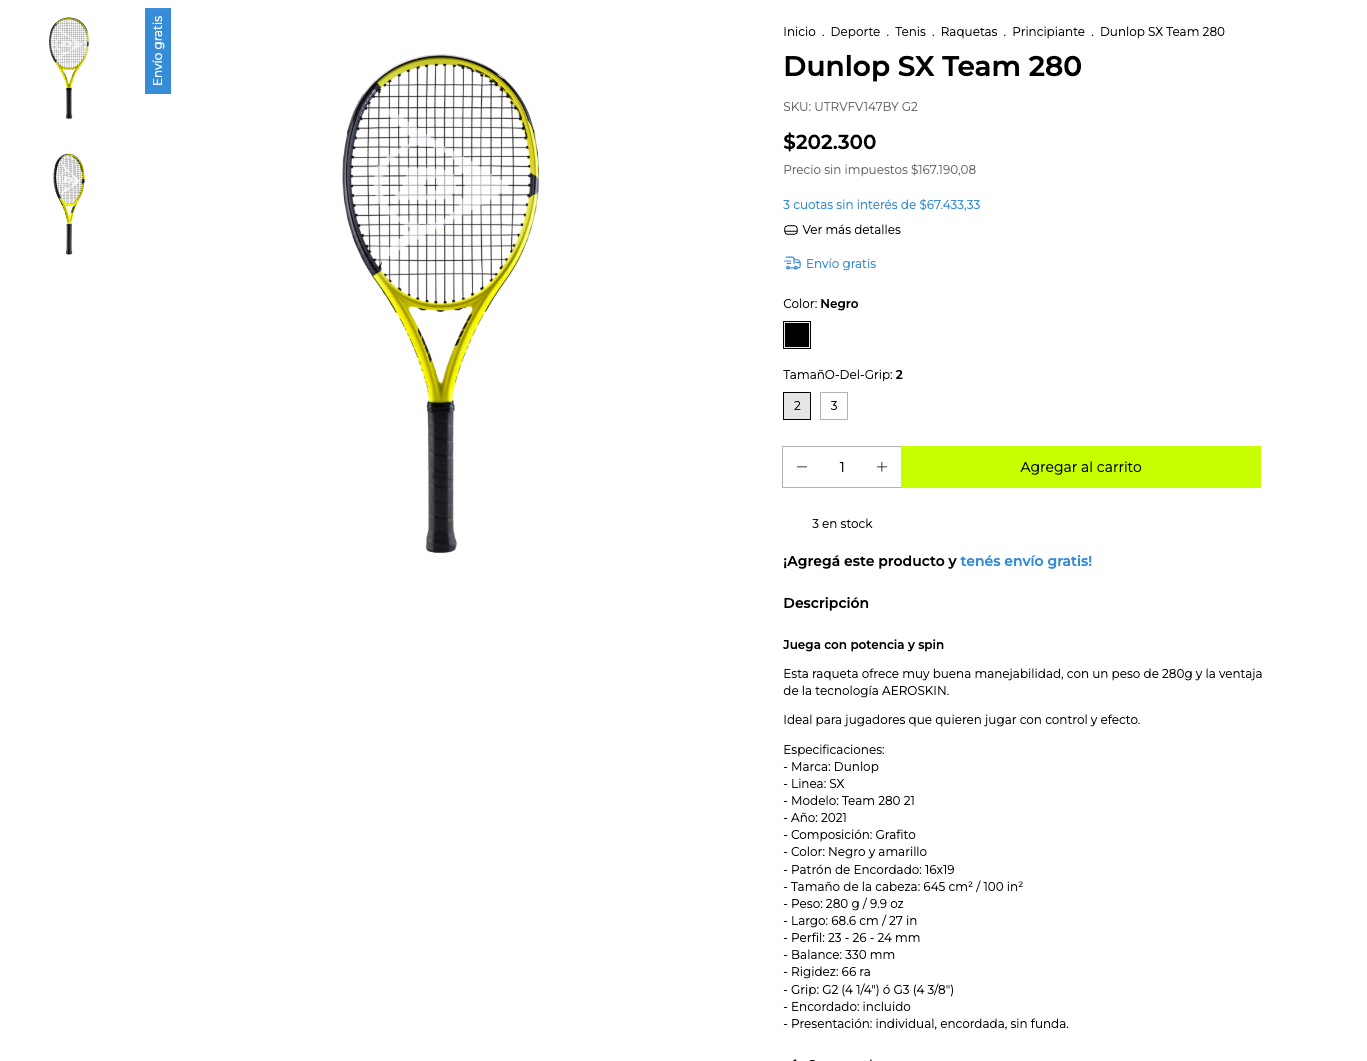 Envío gratis
Inicio . Deporte . Tenis . Raquetas . Principiante . Dunlop SX Team 280
Dunlop SX Team 280
SKU: UTRVFV147BY G2
$202.300
Precio sin impuestos $167.190,08
3 cuotas sin interés de $67.433,33
Ver más detalles
Envío gratis
Color: Negro
TamañO-Del-Grip: 2
2 3
1 Agregar al carrito
3 en stock
¡Agregá este producto y tenés envío gratis!
Descripción
Juega con potencia y spin
Esta raqueta ofrece muy buena manejabilidad, con un peso de 280g y la ventaja
de la tecnología AEROSKIN.
Ideal para jugadores que quieren jugar con control y efecto.
Especificaciones:
- Marca: Dunlop
- Linea: SX
- Modelo: Team 280 21
- Año: 2021
- Composición: Grafito
- Color: Negro y amarillo
- Patrón de Encordado: 16x19
- Tamaño de la cabeza: 645 cm² / 100 in²
- Peso: 280 g / 9.9 oz
- Largo: 68.6 cm / 27 in
- Perfil: 23 - 26 - 24 mm
- Balance: 330 mm
- Rigidez: 66 ra
- Grip: G2 (4 1/4") ó G3 (4 3/8")
- Encordado: incluido
- Presentación: individual, encordada, sin funda.